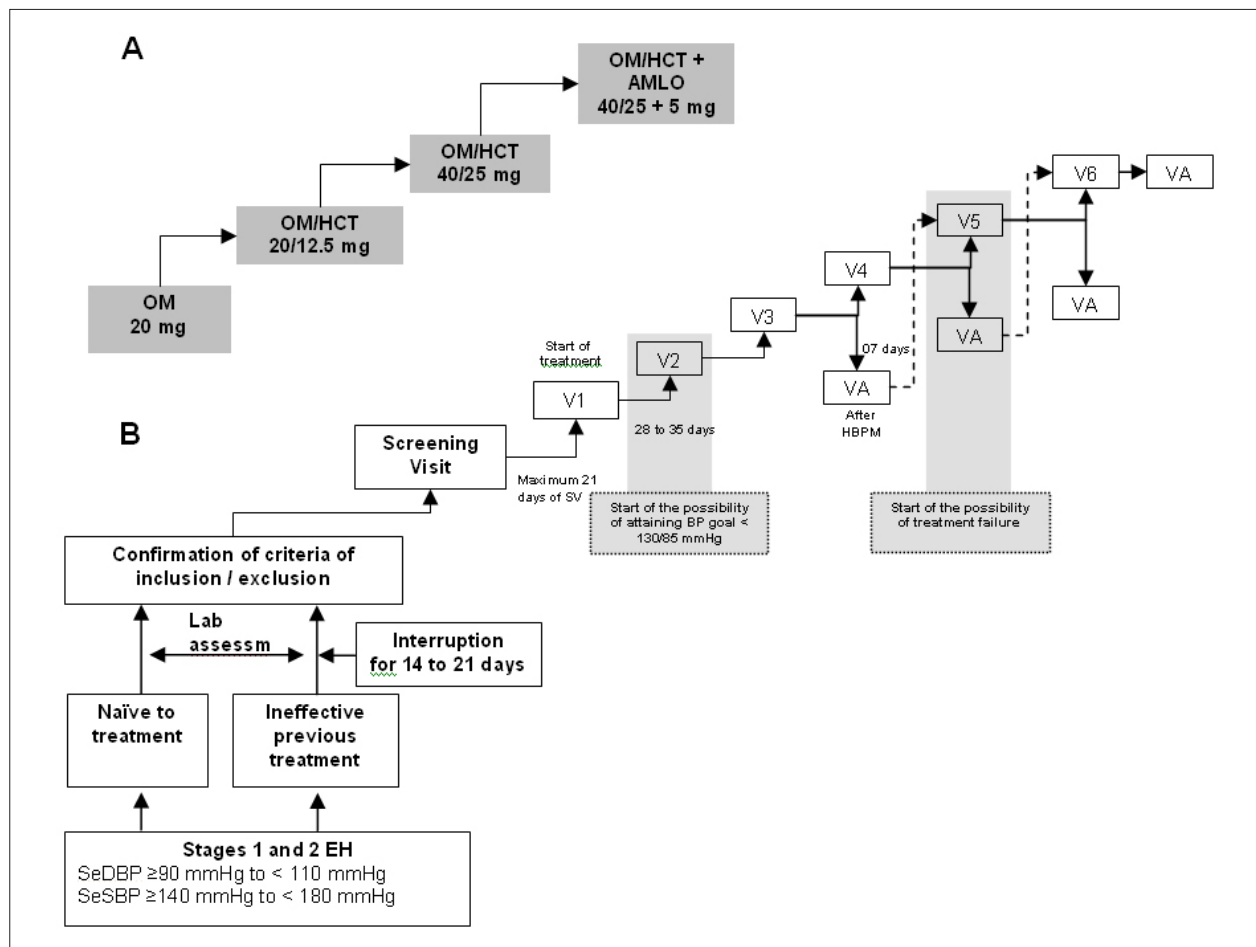 A
OM/HCT +
AMLO
40/25 + 5 mg
OM/HCT
40/25 mg
OM/HCT
20/12.5 mg
OM
20 mg
B
Stages 1 and 2 EH
SeDBP ≥90 mmHg to < 110 mmHg
SeSBP ≥140 mmHg to < 180 mmHg
Naïve to
treatment
Ineffective
previous
treatment
Lab
assessm
Interruption
for 14 to 21 days
Confirmation of criteria of
inclusion / exclusion
Screening
Visit
Maximum 21
days of SV
Start of
treatment
V1
V2
28 to 35 days
Start of the possibility
of attaining BP goal <
130/85 mmHg
V3
V4
07 days
VA
After
HBPM
V5
VA
Start of the possibility
of treatment failure
V6
VA
VA